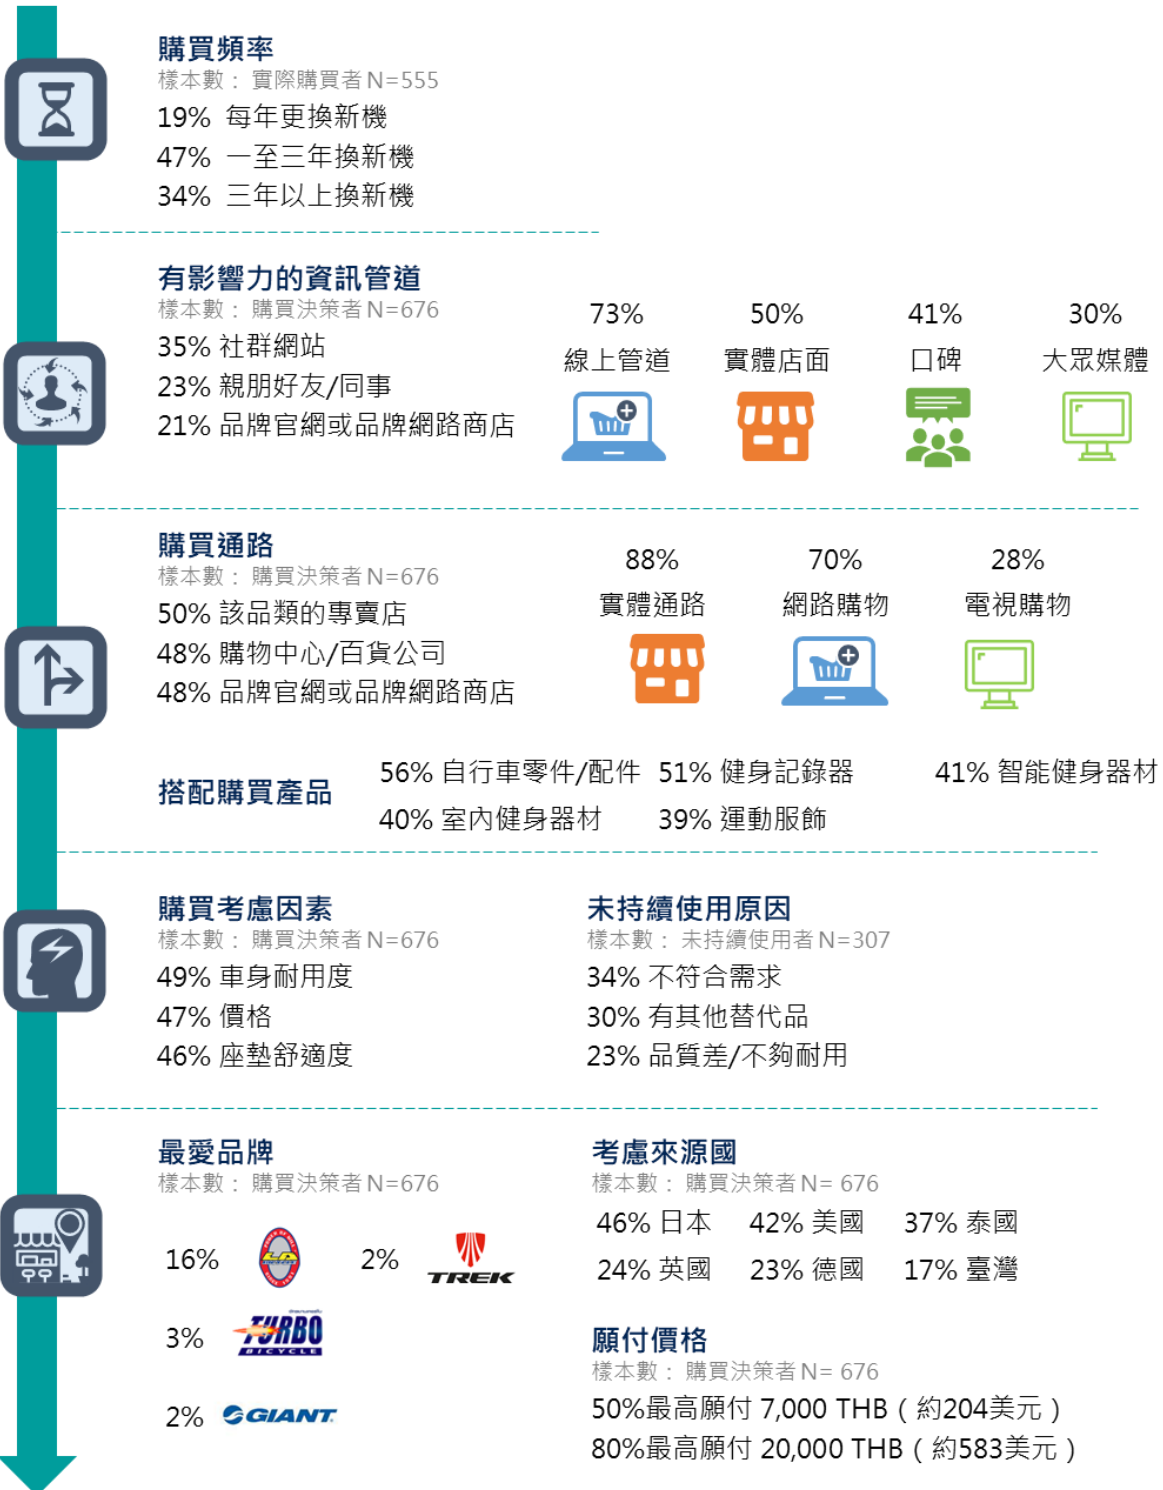 購買頻率
樣本數： 實際購買者 N=555
19% 每年更換新機
47% 一至三年換新機
34% 三年以上換新機
有影響力的資訊管道
樣本數： 購買決策者 N=676
35% 社群網站
23% 親朋好友/同事
21% 品牌官網或品牌網路商店
73% 50% 41% 30%
線上管道 實體店面 口碑 大眾媒體
購買通路
樣本數： 購買決策者 N=676
50% 該品類的專賣店
48% 購物中心/百貨公司
48% 品牌官網或品牌網路商店
88% 70% 28%
實體通路 網路購物 電視購物
搭配購買產品
56% 自行車零件/配件 51% 健身記錄器 41% 智能健身器材
40% 室內健身器材 39% 運動服飾
購買考慮因素
樣本數： 購買決策者 N=676
49% 車身耐用度
47% 價格
46% 座墊舒適度
未持續使用原因
樣本數： 未持續使用者 N=307
34% 不符合需求
30% 有其他替代品
23% 品質差/不夠耐用
最愛品牌
樣本數： 購買決策者 N=676
16% LA 2% TREK
3% TURBO
BICYCLE
2% GIANT
考慮來源國
樣本數： 購買決策者 N= 676
46% 日本 42% 美國 37% 泰國
24% 英國 23% 德國 17% 臺灣
願付價格
樣本數： 購買決策者 N= 676
50%最高願付 7,000 THB（約204美元）
80%最高願付 20,000 THB（約583美元）